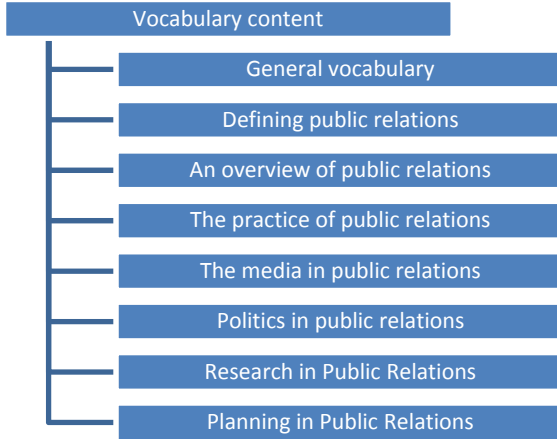 Vocabulary content
General vocabulary
Defining public relations
An overview of public relations
The practice of public relations
The media in public relations
Politics in public relations
Research in Public Relations
Planning in Public Relations